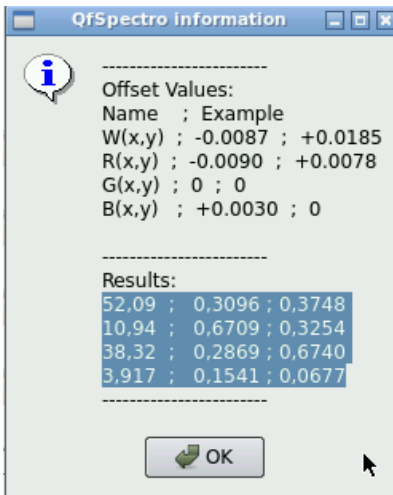 QfSpectro information
-------------------------
Offset Values:
Name ; Example
W(x,y) ; -0.0087 ; +0.0185
R(x,y) ; -0.0090 ; +0.0078
G(x,y) ; 0 ; 0
B(x,y) ; +0.0030 ; 0
-------------------------
Results:
52,09 ; 0,3096 ; 0,3748
10,94 ; 0,6709 ; 0,3254
38,32 ; 0,2869 ; 0,6740
3,917 ; 0,1541 ; 0,0677
-------------------------
OK